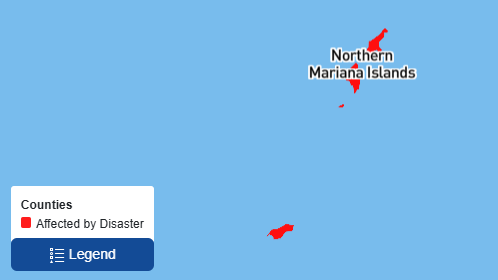 Northern
Mariana Islands
Counties
Affected by Disaster
Legend